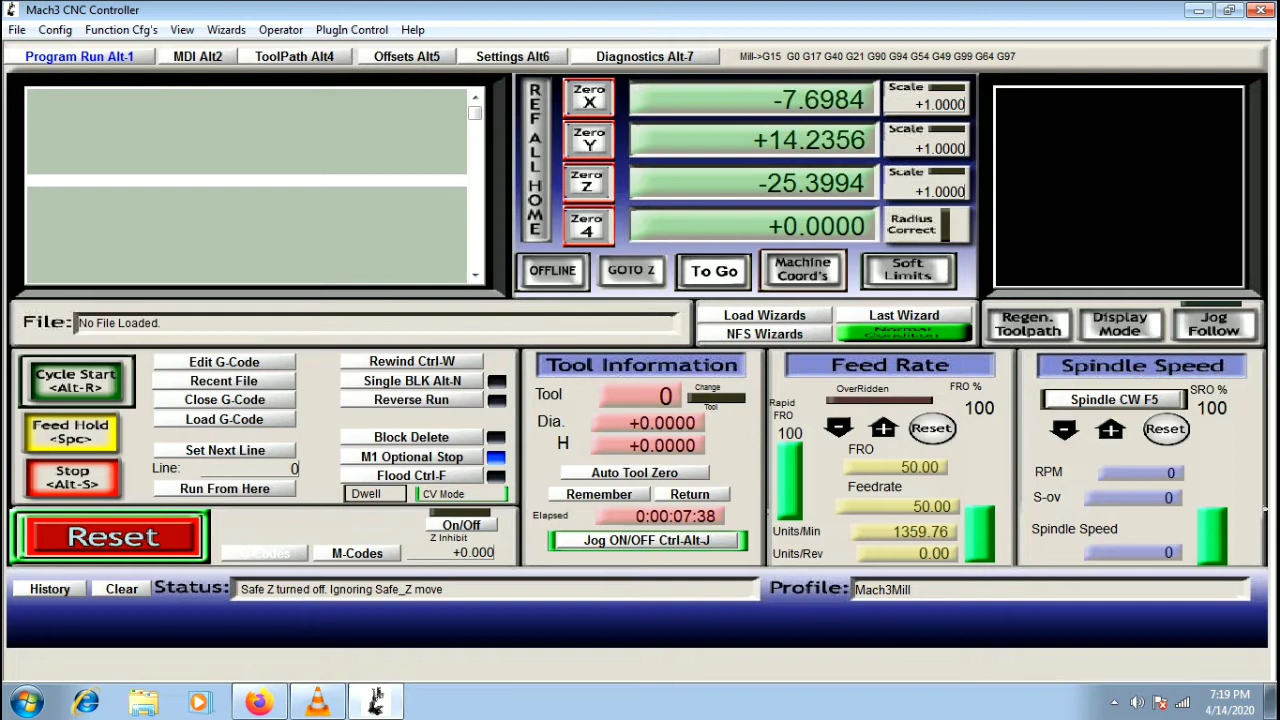 Mach3 CNC Controller
File Config Function Cfg's View Wizards Operator PlugIn Control Help
Program Run Alt-1 MDI Alt2 ToolPath Alt4 Offsets Alt5 Settings Alt6 Diagnostics Alt-7 Mill->G15 G0 G17 G40 G21 G90 G94 G54 G49 G99 G64 G97
REF ALL HOME
Zero X -7.6984 Scale +1.0000
Zero Y +14.2356 Scale +1.0000
Zero Z -25.3994 Scale +1.0000
Zero 4 +0.0000 Radius Correct
OFFLINE GOTO Z To Go Machine Coord's Soft Limits
File: No File Loaded.
Load Wizards Last Wizard
NFS Wizards Normal Condition
Regen. Toolpath Display Mode Jog Follow
Cycle Start <Alt-R>
Feed Hold <Spc>
Stop <Alt-S>
Reset
Edit G-Code
Recent File
Close G-Code
Load G-Code
Set Next Line
Line: 0
Run From Here
Rewind Ctrl-W
Single BLK Alt-N
Reverse Run
Block Delete
M1 Optional Stop
Flood Ctrl-F
Dwell CV Mode
G-Codes M-Codes
On/Off
Z Inhibit
+0.000
Tool Information
Tool 0 Change Tool
Dia. +0.0000
H +0.0000
Auto Tool Zero
Remember Return
Elapsed 0:00:07:38
Jog ON/OFF Ctrl-Alt-J
Feed Rate
OverRidden FRO %
100
Rapid FRO
100
Reset
FRO
50.00
Feedrate
50.00
Units/Min 1359.76
Units/Rev 0.00
Spindle Speed
Spindle CW F5 SRO %
100
Reset
RPM 0
S-ov 0
Spindle Speed
0
History Clear Status: Safe Z turned off. Ignoring Safe_Z move Profile: Mach3Mill
7:19 PM
4/14/2020